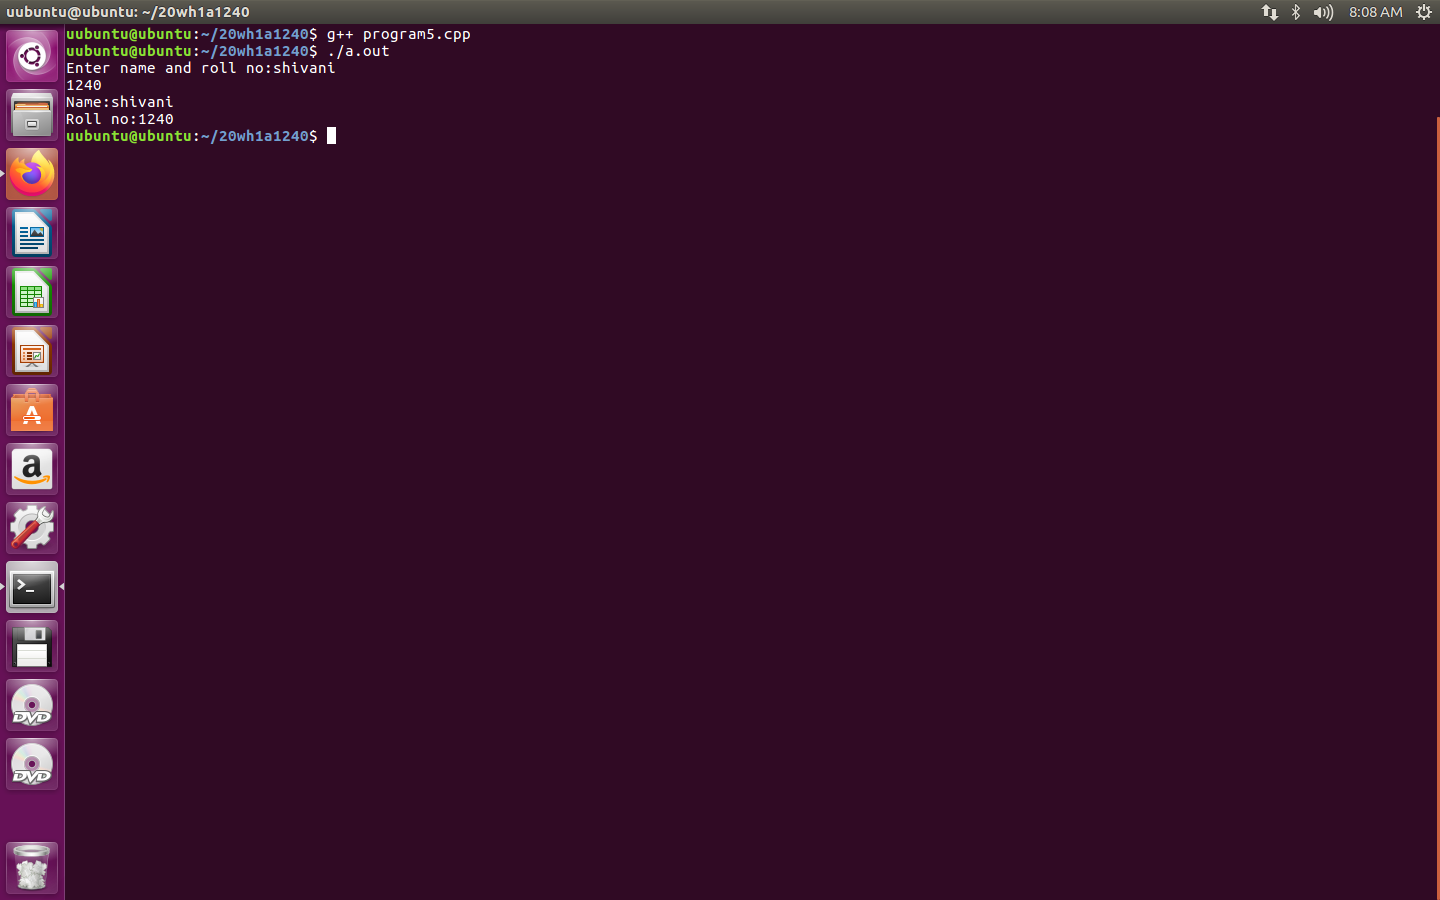 uubuntu@ubuntu: ~/20wh1a1240
8:08 AM
uubuntu@ubuntu:~/20wh1a1240$ g++ program5.cpp
uubuntu@ubuntu:~/20wh1a1240$ ./a.out
Enter name and roll no:shivani
1240
Name:shivani
Roll no:1240
uubuntu@ubuntu:~/20wh1a1240$
A
a
>_
DVD
DVD